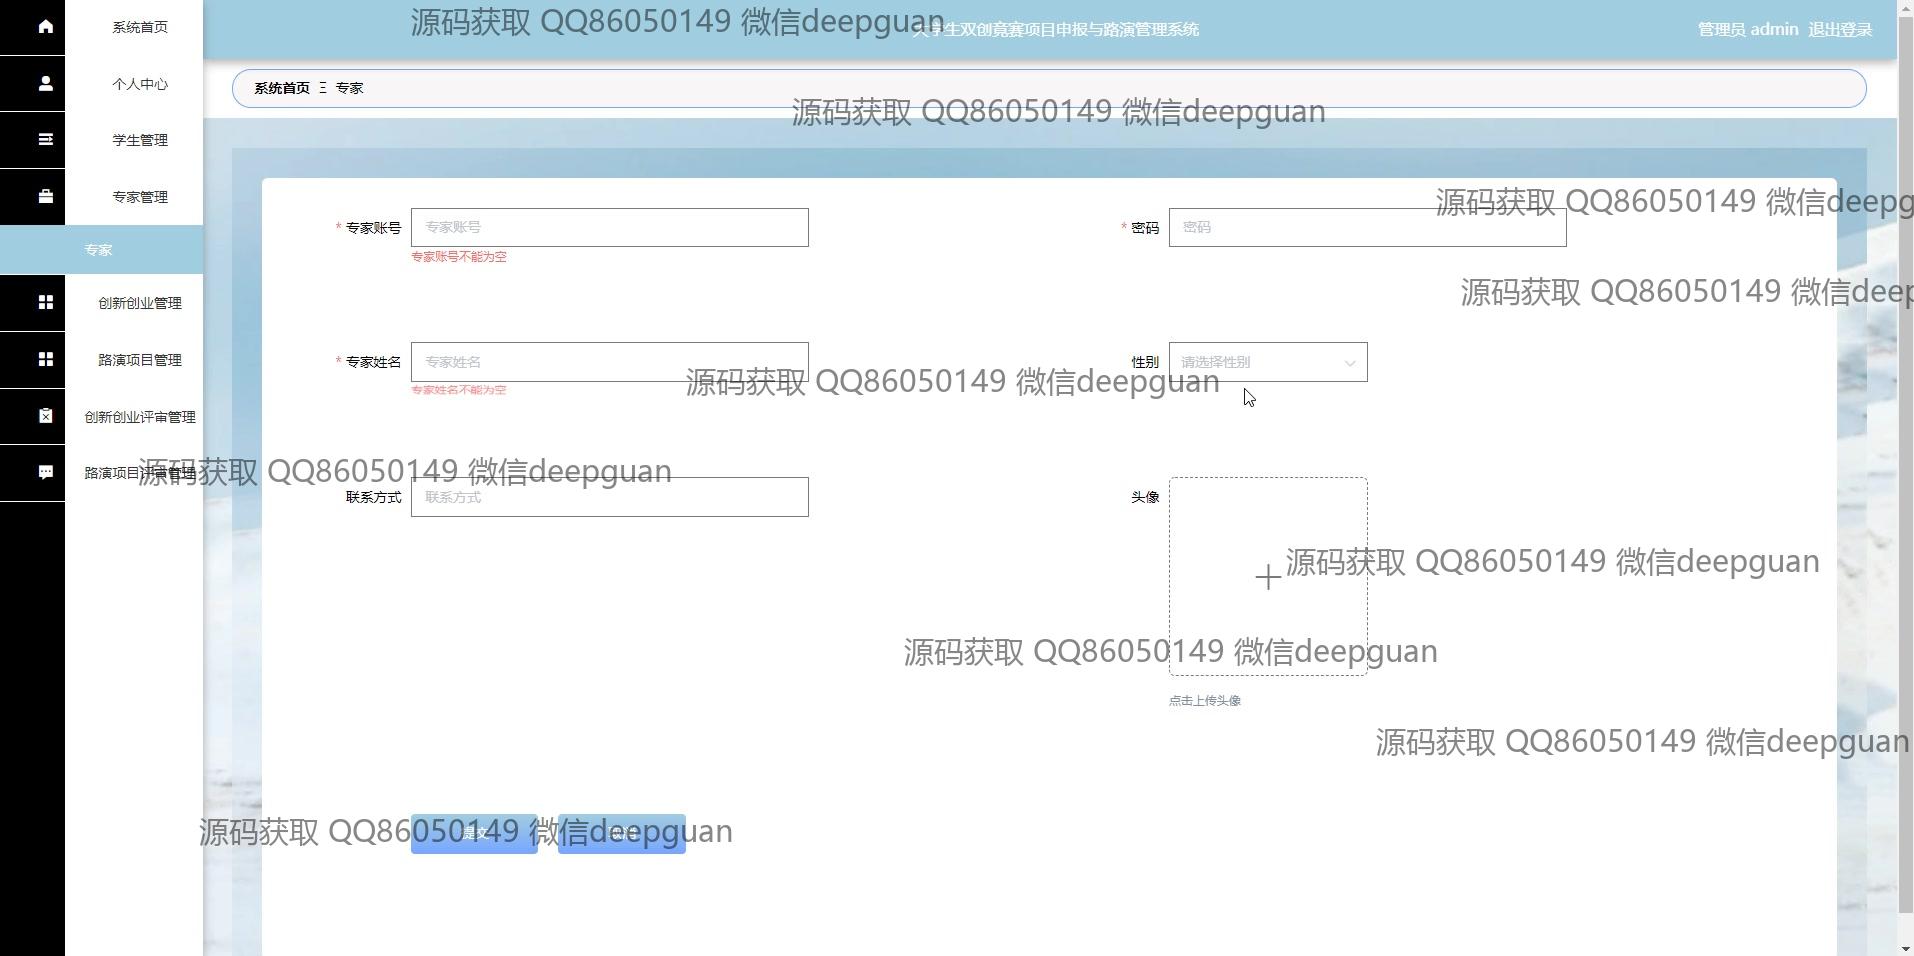 系统首页
个人中心
学生管理
专家管理
专家
创新创业管理
路演项目管理
创新创业评审管理
路演项目评审管理
大学生双创竞赛项目申报与路演管理系统
管理员 admin 退出登录
源码获取 QQ86050149 微信deepguan
系统首页 Ξ 专家
源码获取 QQ86050149 微信deepguan
源码获取 QQ86050149 微信deepg
* 专家账号 专家账号
* 密码 密码
专家账号不能为空
源码获取 QQ86050149 微信deep
* 专家姓名 专家姓名
性别 请选择性别
专家姓名不能为空
源码获取 QQ86050149 微信deepguan
源码获取 QQ86050149 微信deepguan
联系方式 联系方式
头像
源码获取 QQ86050149 微信deepguan
源码获取 QQ86050149 微信deepguan
点击上传头像
源码获取 QQ86050149 微信deepguan
提交 取消
源码获取 QQ86050149 微信deepguan